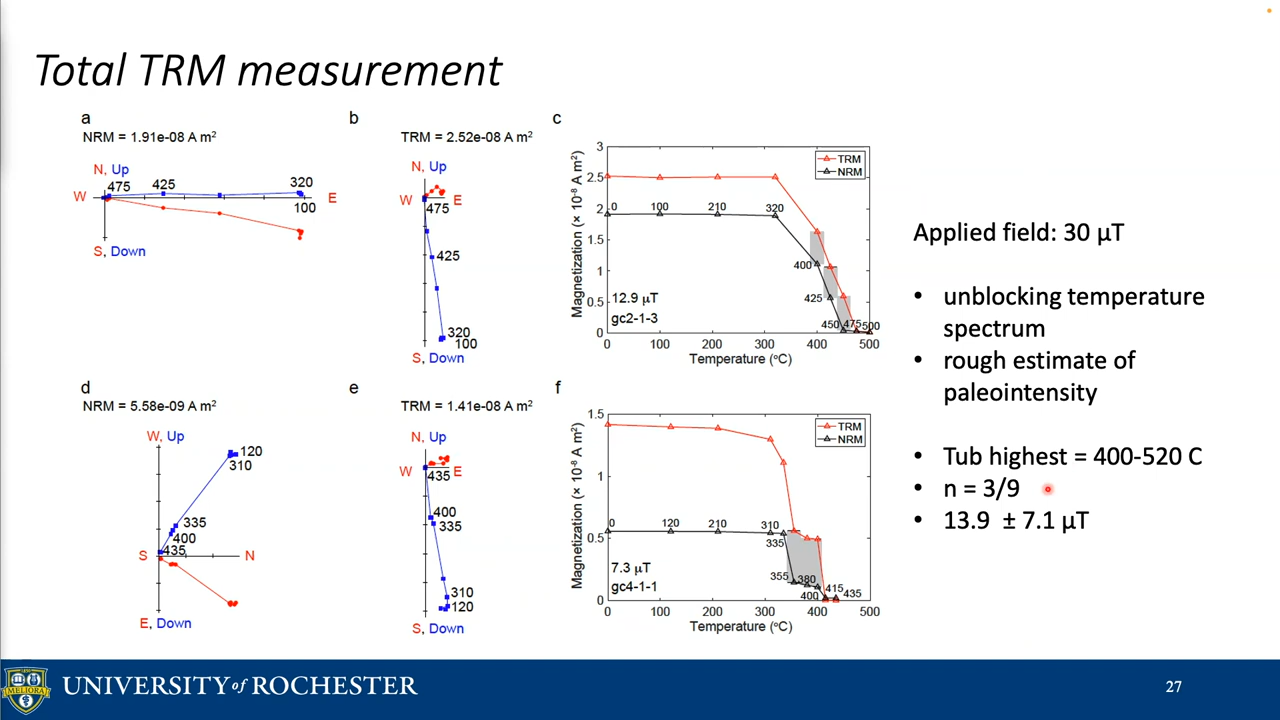 Total TRM measurement
a
NRM = 1.91e-08 A m²
N, Up
W
475
425
320
E
100
S, Down
b
TRM = 2.52e-08 A m²
N, Up
W
E
475
425
320
100
S, Down
c
Magnetization (× 10⁻⁸ A m²)
3
2.5
2
1.5
1
0.5
0
TRM
NRM
0
100
210
320
400
425
450
475
500
12.9 µT
gc2-1-3
0 100 200 300 400 500
Temperature (°C)
d
NRM = 5.58e-09 A m²
W, Up
120
310
335
400
435
S
N
E, Down
e
TRM = 1.41e-08 A m²
N, Up
W
E
435
400
335
310
120
S, Down
f
Magnetization (× 10⁻⁸ A m²)
1.5
1
0.5
0
TRM
NRM
0
120
210
310
335
355
380
400
415
435
7.3 µT
gc4-1-1
0 100 200 300 400 500
Temperature (°C)
Applied field: 30 µT
• unblocking temperature
spectrum
• rough estimate of
paleointensity
• Tub highest = 400-520 C
• n = 3/9
• 13.9 ± 7.1 µT
MELIORA
UNIVERSITY of ROCHESTER
27